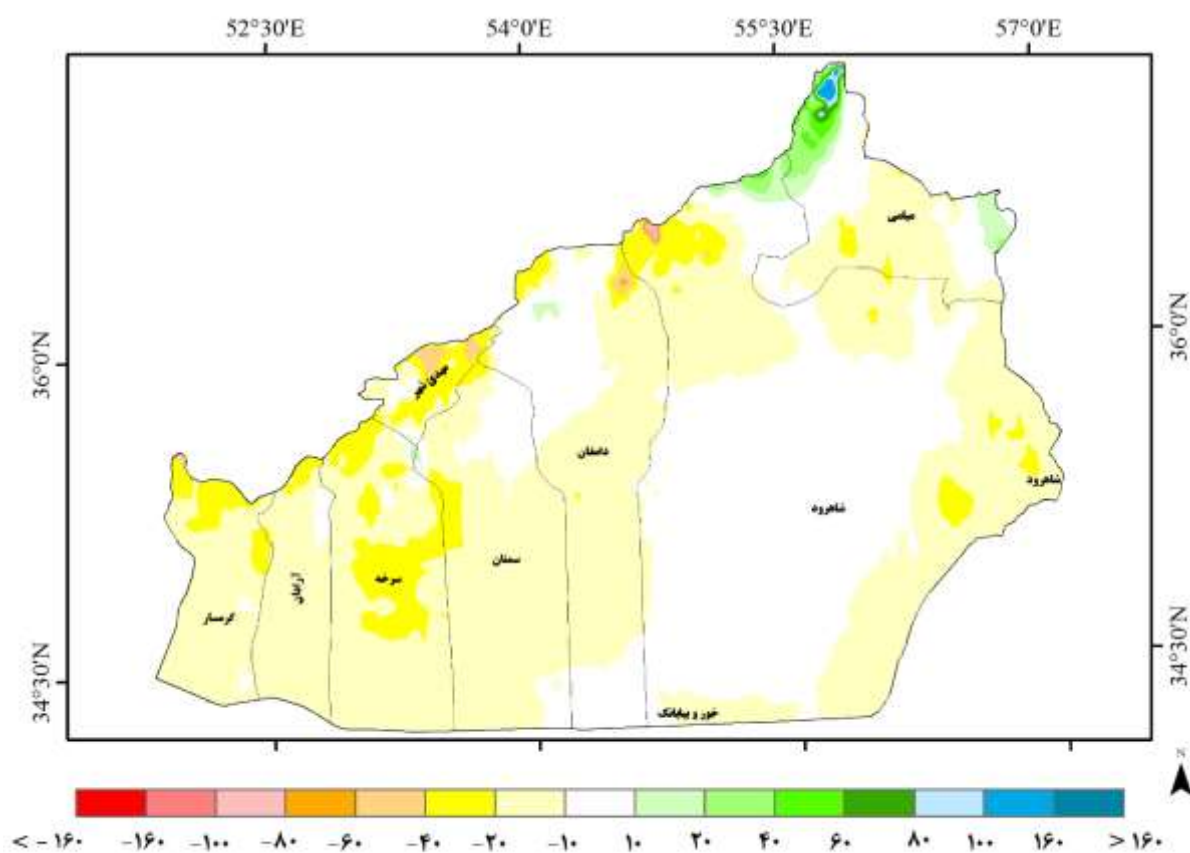 52°30'E 54°0'E 55°30'E 57°0'E
36°0'N 36°0'N
34°30'N 34°30'N
میامی
مهدی شهر
دامغان
شاهرود
شاهرود
سمنان
سرخه
آرادان
گرمسار
خور و بیابانک
N
< -۱۶۰ -۱۶۰ -۱۰۰ -۸۰ -۶۰ -۴۰ -۲۰ -۱۰ ۱۰ ۲۰ ۴۰ ۶۰ ۸۰ ۱۰۰ ۱۶۰ > ۱۶۰